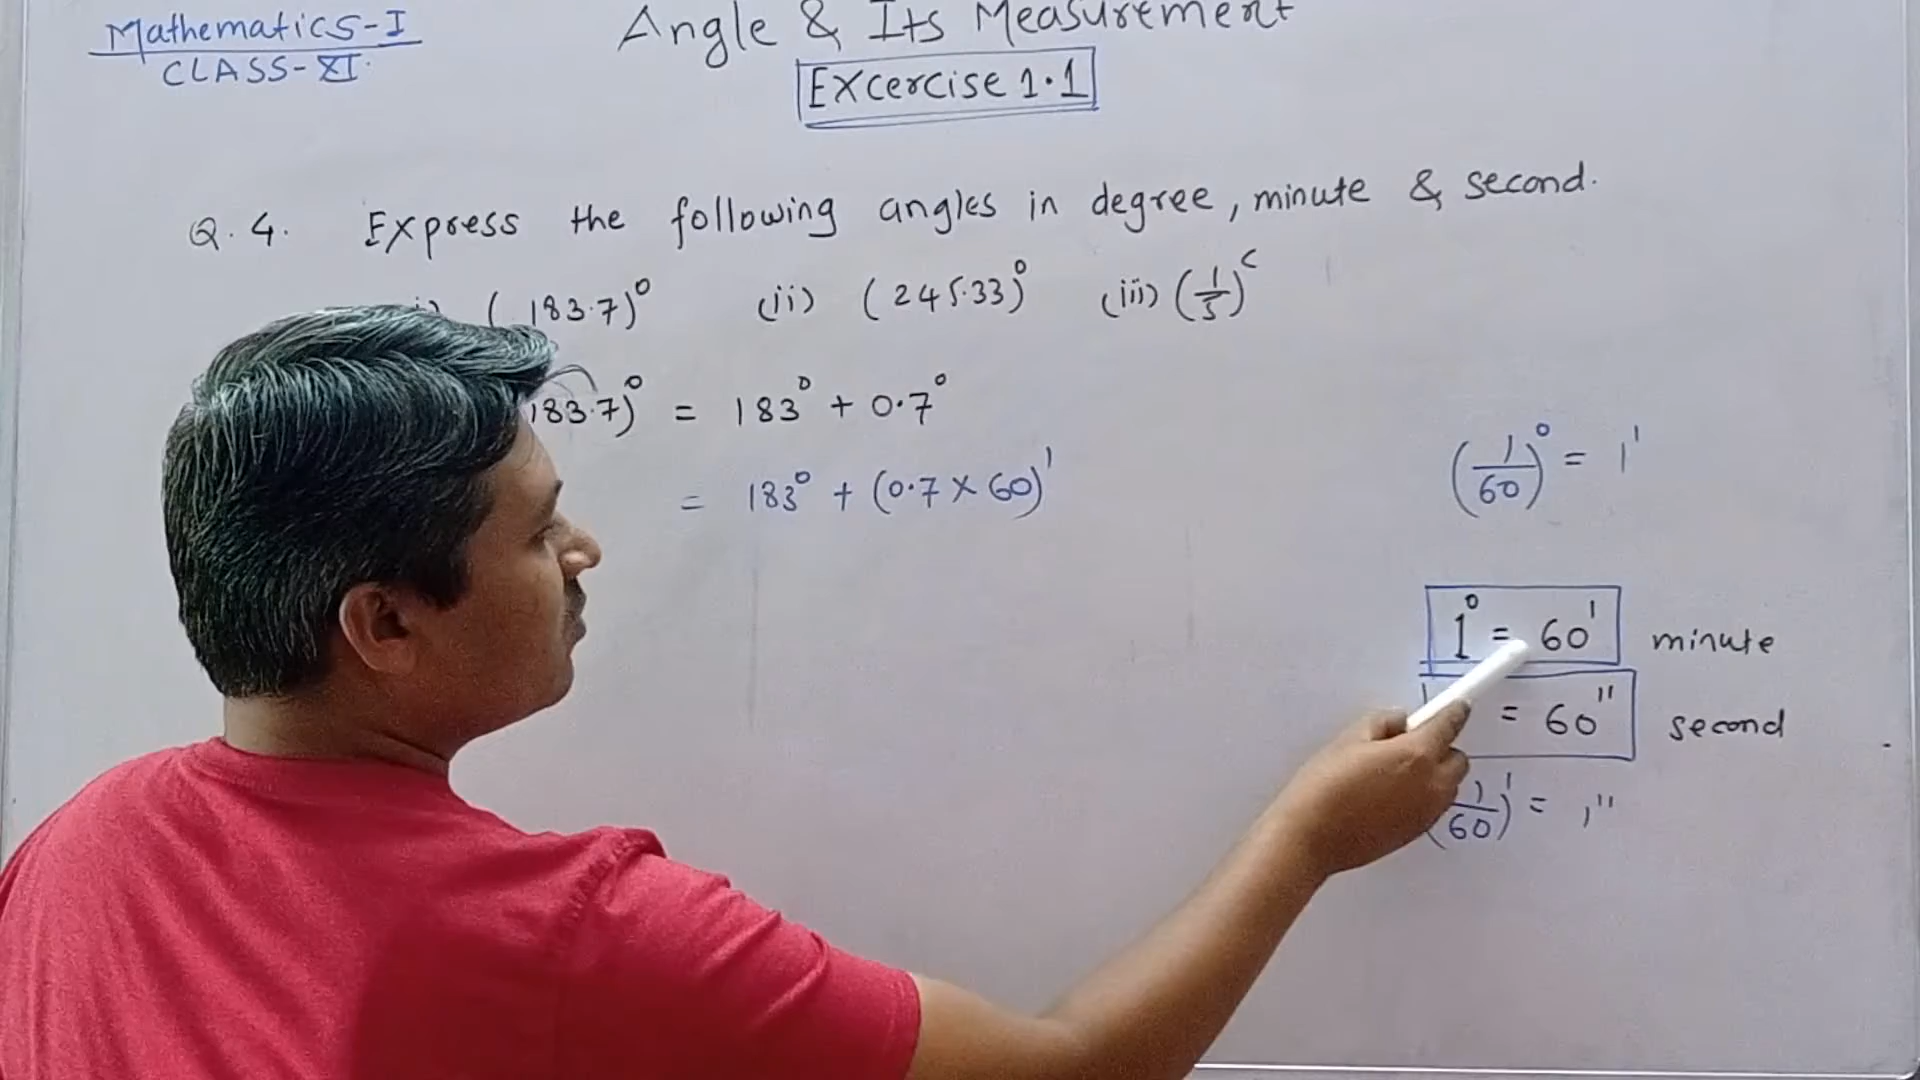 Mathematics-I
CLASS-XI.
Angle & Its Measurement
Excercise 1.1
Q.4. Express the following angles in degree, minute & second.
i) (183.7)° (ii) (245.33)° (iii) (1/5)ᶜ
183.7)° = 183° + 0.7°
= 183° + (0.7 × 60)'
(1/60)° = 1'
1° = 60' minute
= 60'' second
(1/60)' = 1''